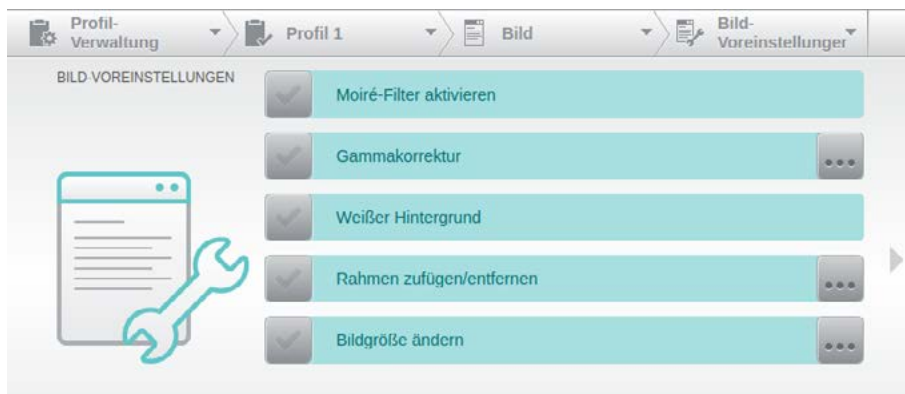 Profil-
Verwaltung
Profil 1
Bild
Bild-
Voreinstellunger
BILD-VOREINSTELLUNGEN
Moiré-Filter aktivieren
Gammakorrektur
Weißer Hintergrund
Rahmen zufügen/entfernen
Bildgröße ändern